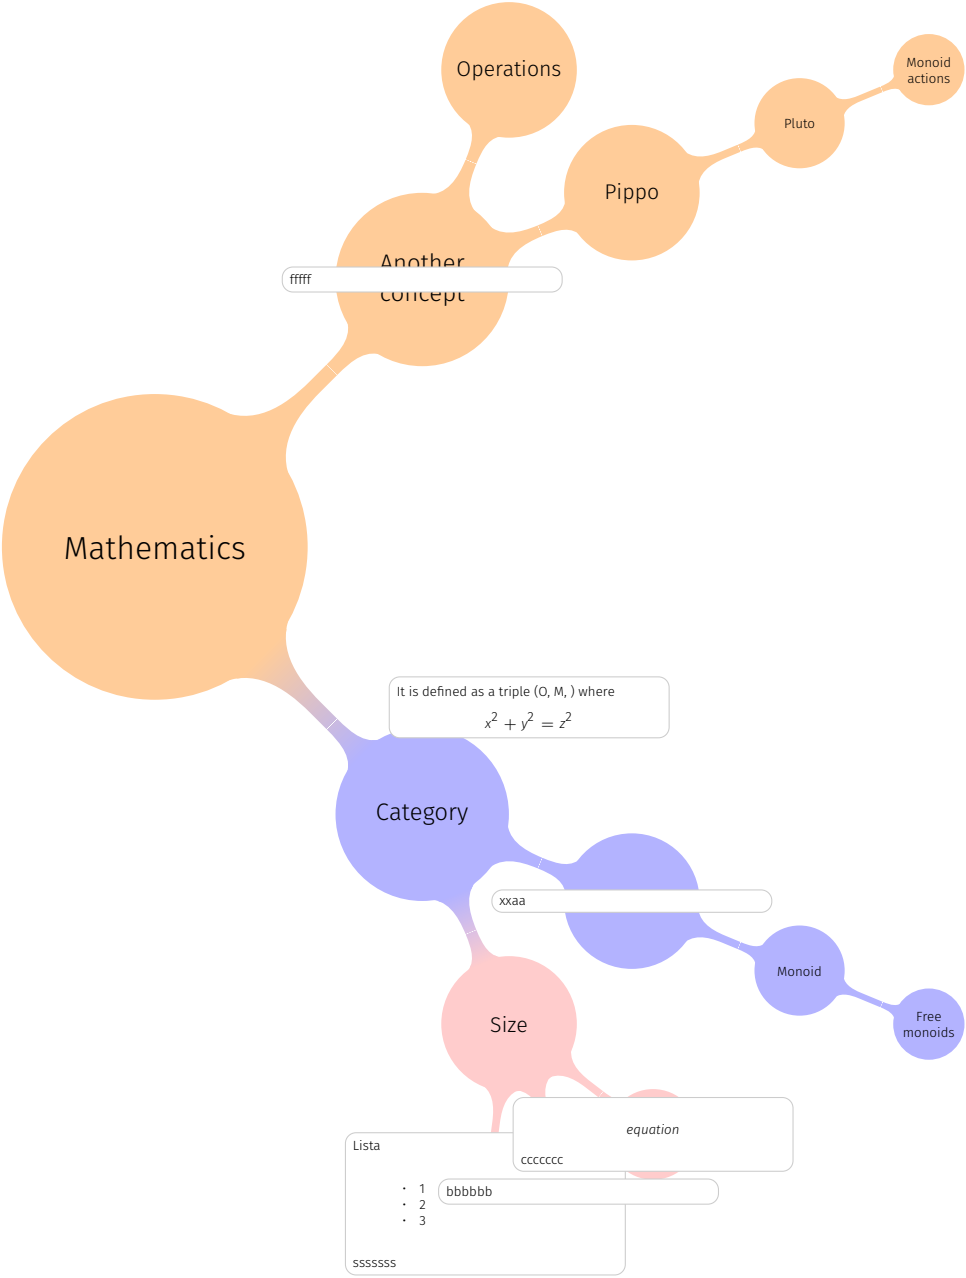 Operations
Monoid
actions
Pluto
Pippo
Another
concept
fffff
Mathematics
It is defined as a triple (O, M, ) where
x² + y² = z²
Category
xxaa
Monoid
Free
monoids
Size
equation
ccccccc
Lista
· 1
· 2
· 3
bbbbbb
sssssss